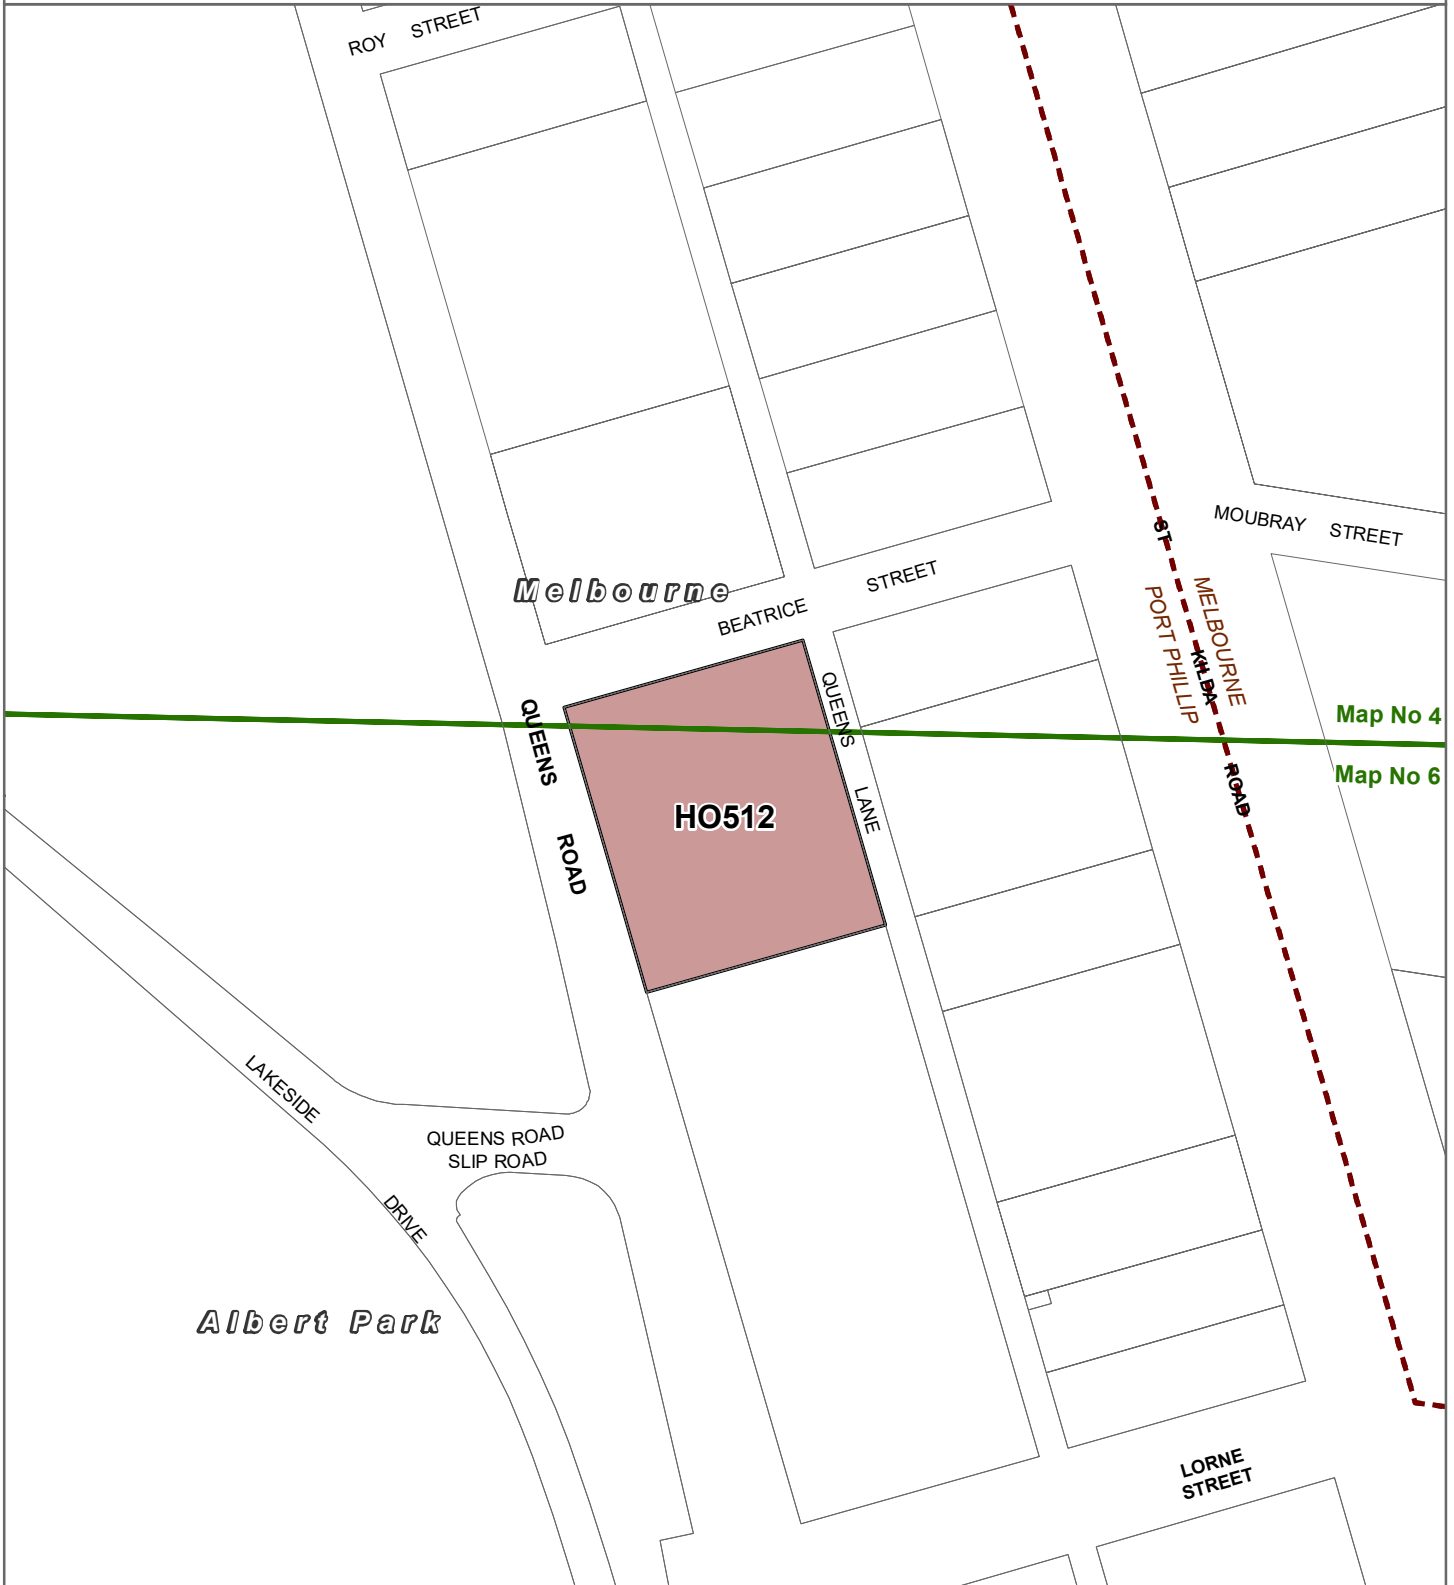 ROY STREET
MOUBRAY STREET
ST KILDA ROAD
Melbourne
BEATRICE STREET
MELBOURNE
PORT PHILLIP
QUEENS LANE
QUEENS ROAD
Map No 4
Map No 6
HO512
LAKESIDE DRIVE
QUEENS ROAD
SLIP ROAD
Albert Park
LORNE
STREET